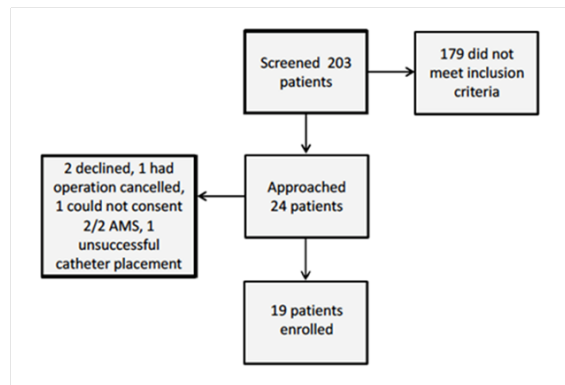 Screened 203
patients
179 did not
meet inclusion
criteria
2 declined, 1 had
operation cancelled,
1 could not consent
2/2 AMS, 1
unsuccessful
catheter placement
Approached
24 patients
19 patients
enrolled